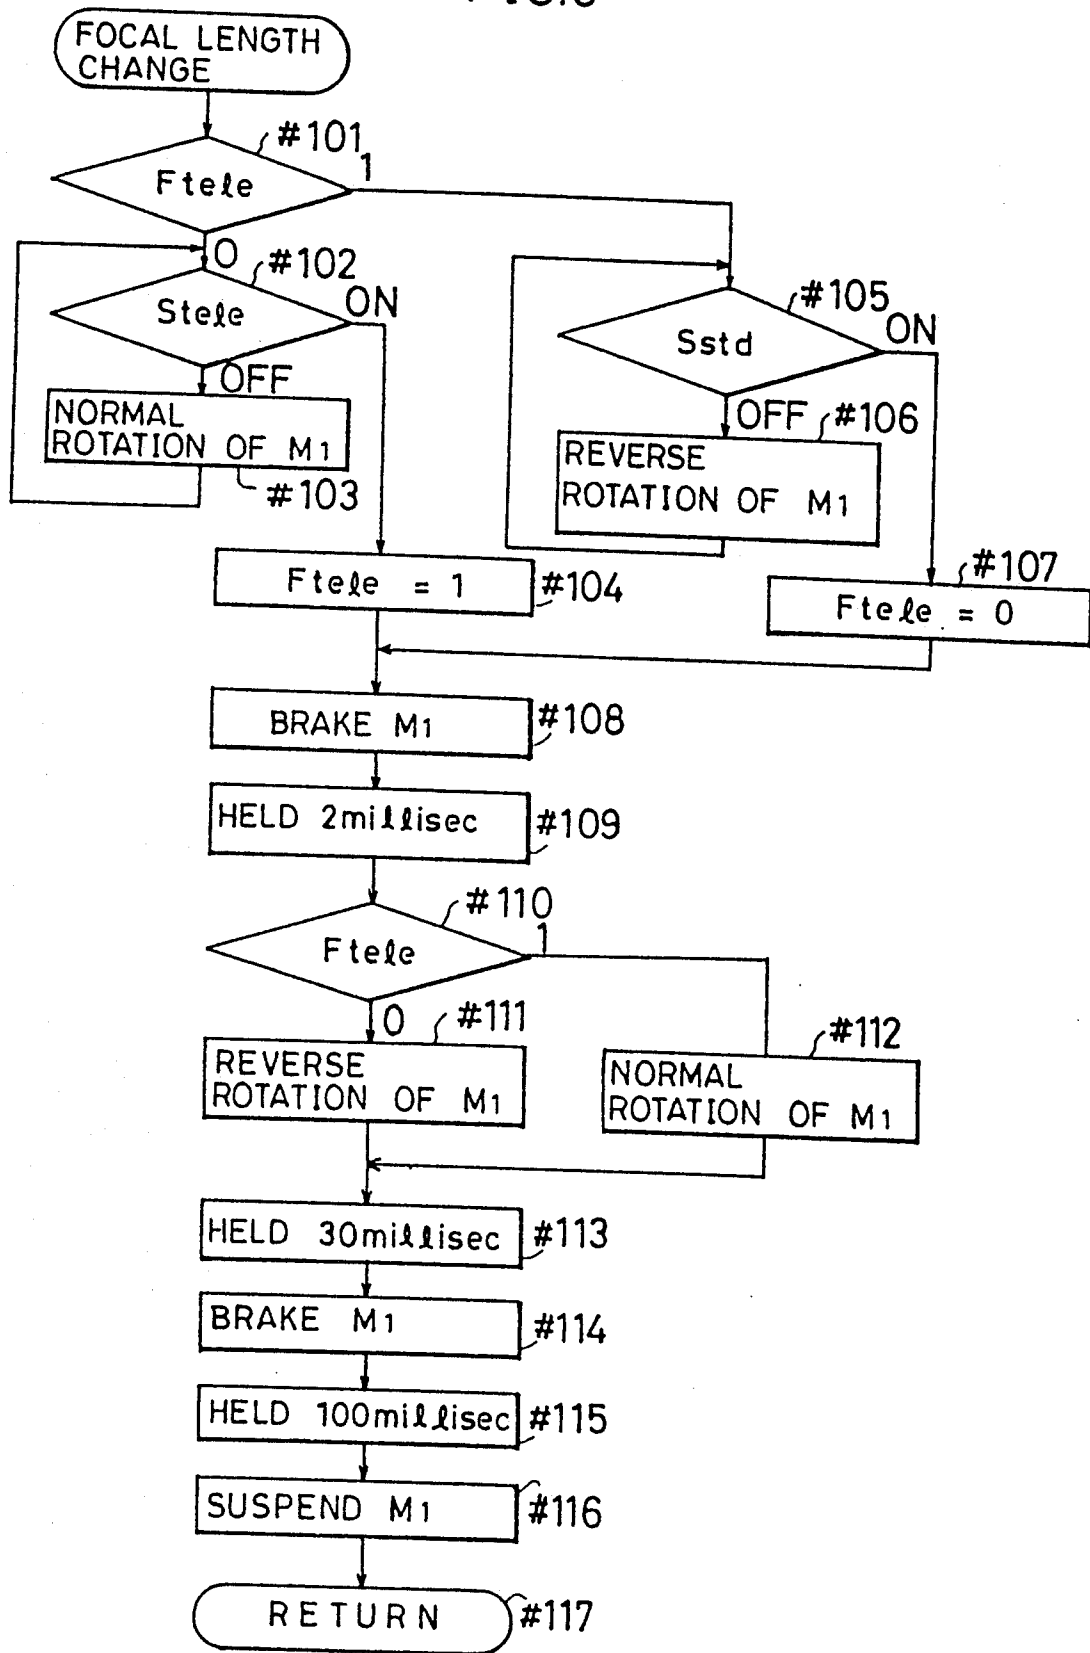 FOCAL LENGTH
CHANGE
#101
Ftele
1
0
#102
Stele
ON
OFF
NORMAL
ROTATION OF M1
#103
#105
Sstd
ON
OFF
#106
REVERSE
ROTATION OF M1
Ftele = 1
#104
#107
Ftele = 0
BRAKE M1
#108
HELD 2millisec
#109
#110
Ftele
1
0
#111
REVERSE
ROTATION OF M1
#112
NORMAL
ROTATION OF M1
HELD 30millisec
#113
BRAKE M1
#114
HELD 100millisec
#115
SUSPEND M1
#116
RETURN
#117